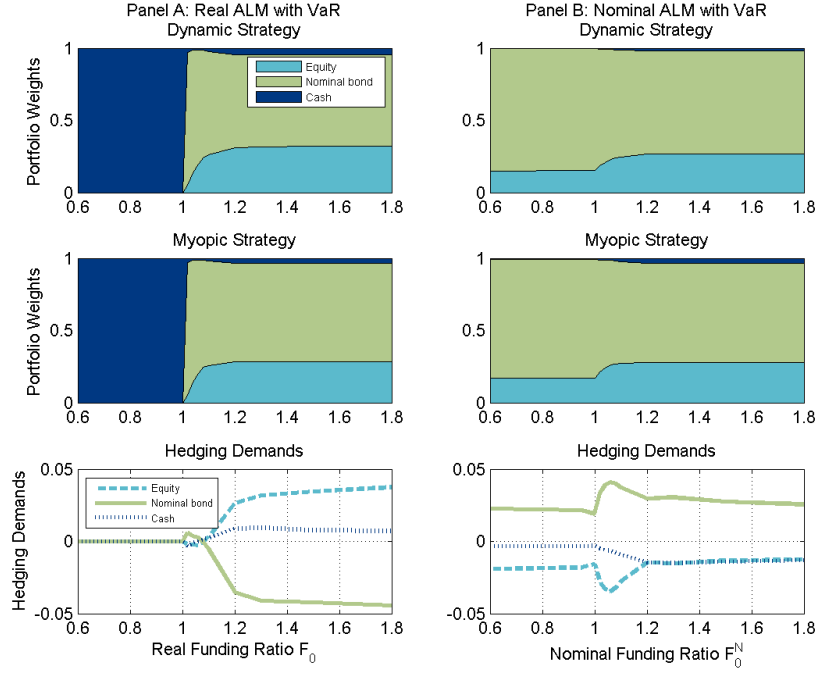 Panel A: Real ALM with VaR
Dynamic Strategy
Portfolio Weights
1
0.5
0
Equity
Nominal bond
Cash
0.6 0.8 1 1.2 1.4 1.6 1.8
Myopic Strategy
Portfolio Weights
1
0.5
0
0.6 0.8 1 1.2 1.4 1.6 1.8
Hedging Demands
Hedging Demands
0.05
0
-0.05
Equity
Nominal bond
Cash
0.6 0.8 1 1.2 1.4 1.6 1.8
Real Funding Ratio F0
Panel B: Nominal ALM with VaR
Dynamic Strategy
Portfolio Weights
1
0.5
0
0.6 0.8 1 1.2 1.4 1.6 1.8
Myopic Strategy
Portfolio Weights
1
0.5
0
0.6 0.8 1 1.2 1.4 1.6 1.8
Hedging Demands
Hedging Demands
0.05
0
-0.05
0.6 0.8 1 1.2 1.4 1.6 1.8
Nominal Funding Ratio F0N